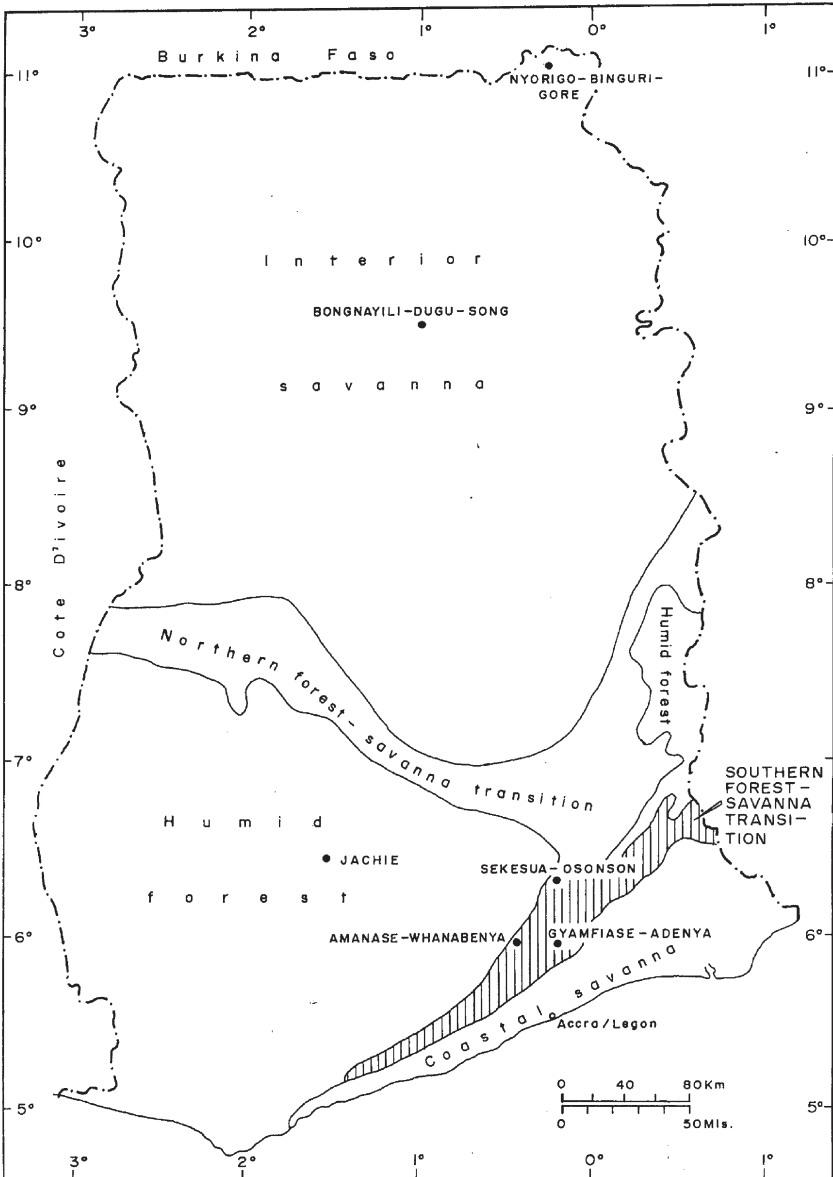 3° 2° 1° 0° 1°
Burkina Faso
11° 11°
NYORIGO-BINGURI-
GORE
10° 10°
Interior
BONGNAYILI-DUGU-SONG
savanna
9° 9°
Cote D'ivoire
8° 8°
Northern forest-savanna transition
Humid forest
7° 7°
SOUTHERN
FOREST-
SAVANNA
TRANSI-
TION
Humid
JACHIE
SEKESUA-OSONSON
forest
6° 6°
AMANASE-WHANABENYA
GYAMFIASE-ADENYA
Coastal savanna
Accra/Legon
0 40 80Km
0 50Mls.
5° 5°
3° 2° 1° 0° 1°